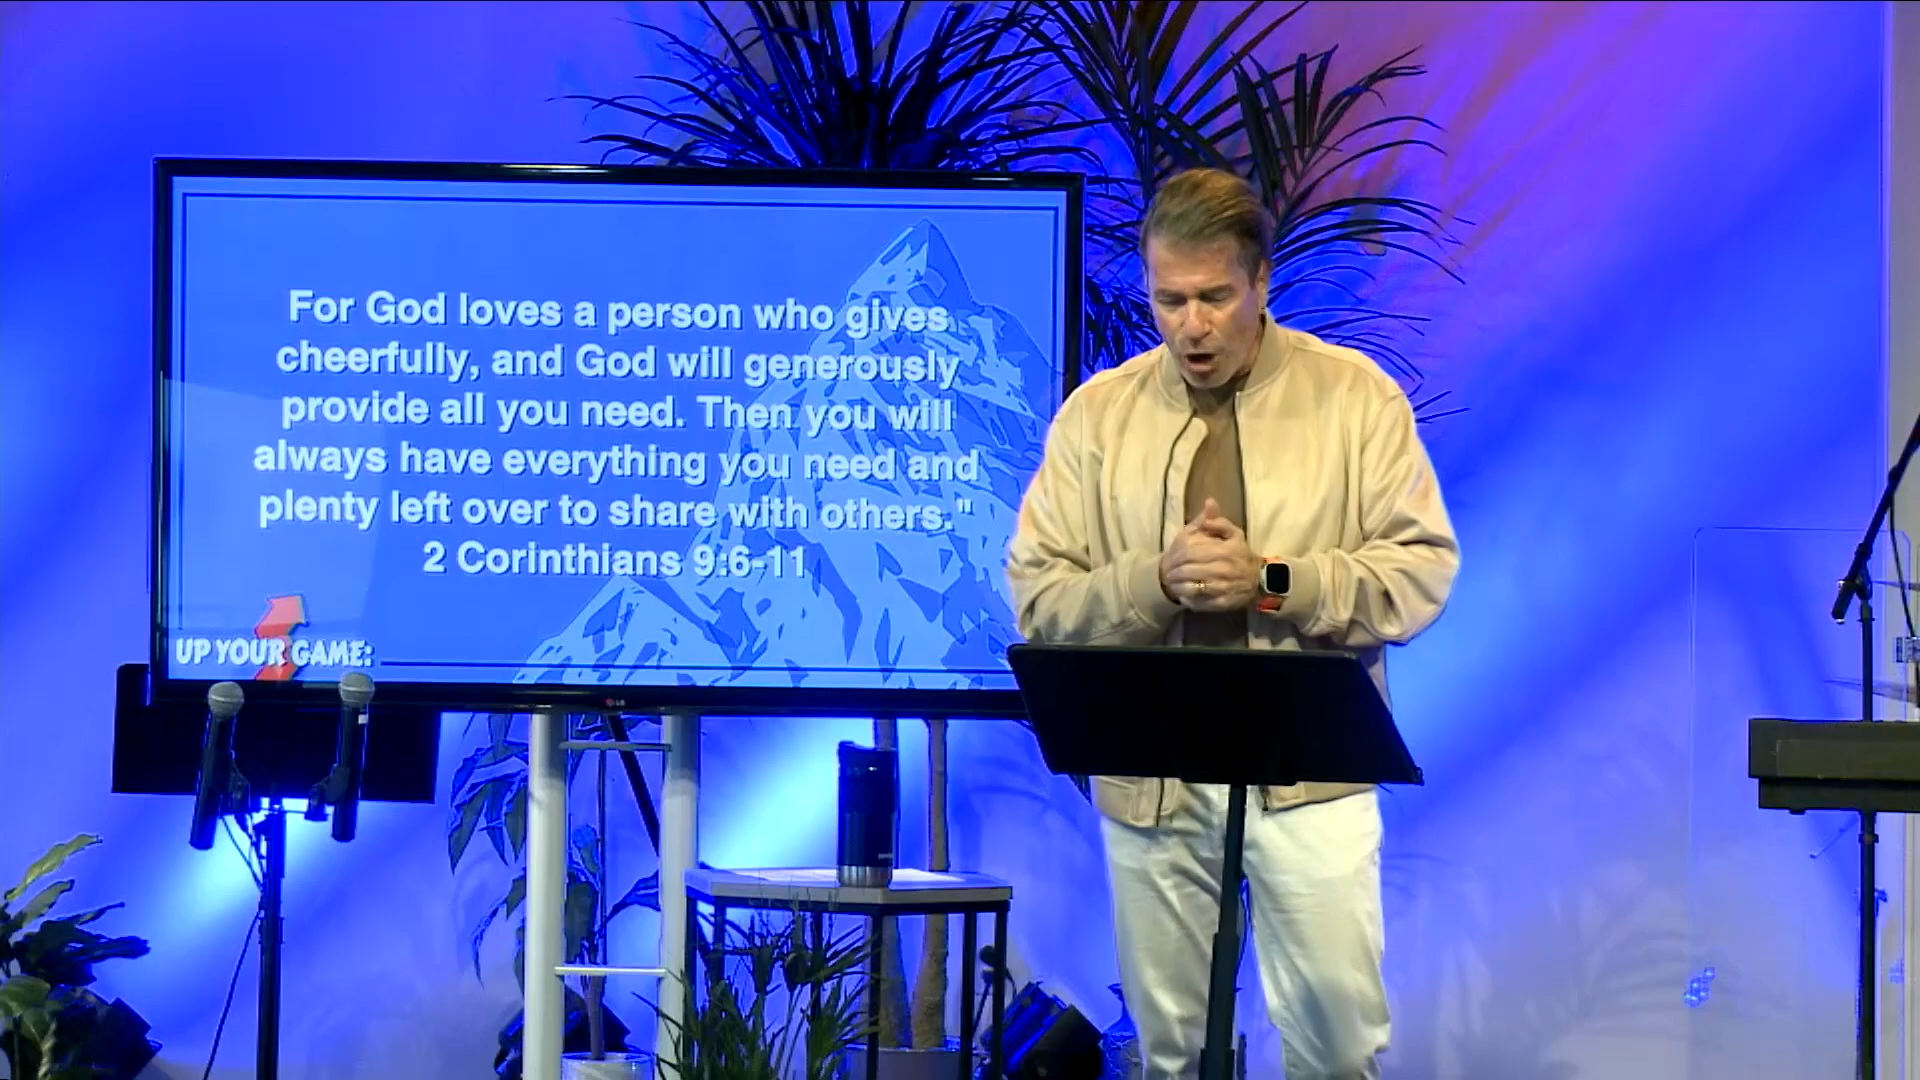 For God loves a person who gives
cheerfully, and God will generously
provide all you need. Then you will
always have everything you need and
plenty left over to share with others."
2 Corinthians 9:6-11
UP YOUR GAME:
LG